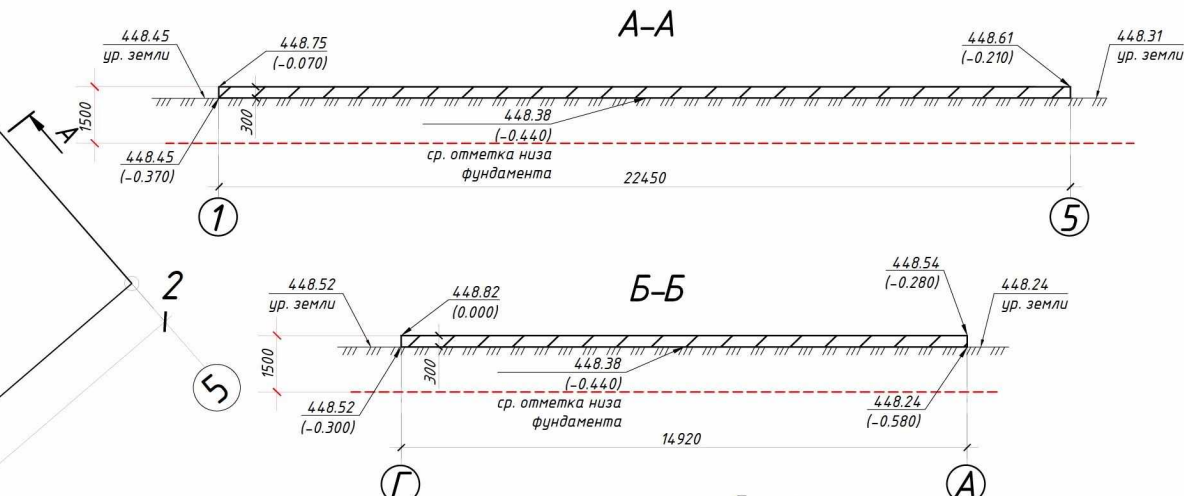 А-А
448.45
ур. земли
448.75
(-0.070)
448.61
(-0.210)
448.31
ур. земли
1500
300
448.38
(-0.440)
ср. отметка низа
фундамента
448.45
(-0.370)
22450
1
5
А
2
5
Б-Б
448.52
ур. земли
448.82
(0.000)
448.54
(-0.280)
448.24
ур. земли
1500
300
448.38
(-0.440)
ср. отметка низа
фундамента
448.52
(-0.300)
448.24
(-0.580)
14920
Г
А